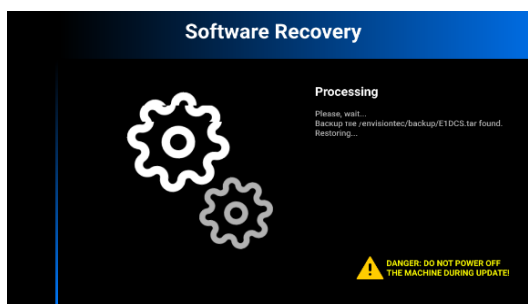 Software Recovery
Processing
Please, wait...
Backup file /envisiontec/backup/E1DCS.tar found.
Restoring...
DANGER: DO NOT POWER OFF
THE MACHINE DURING UPDATE!